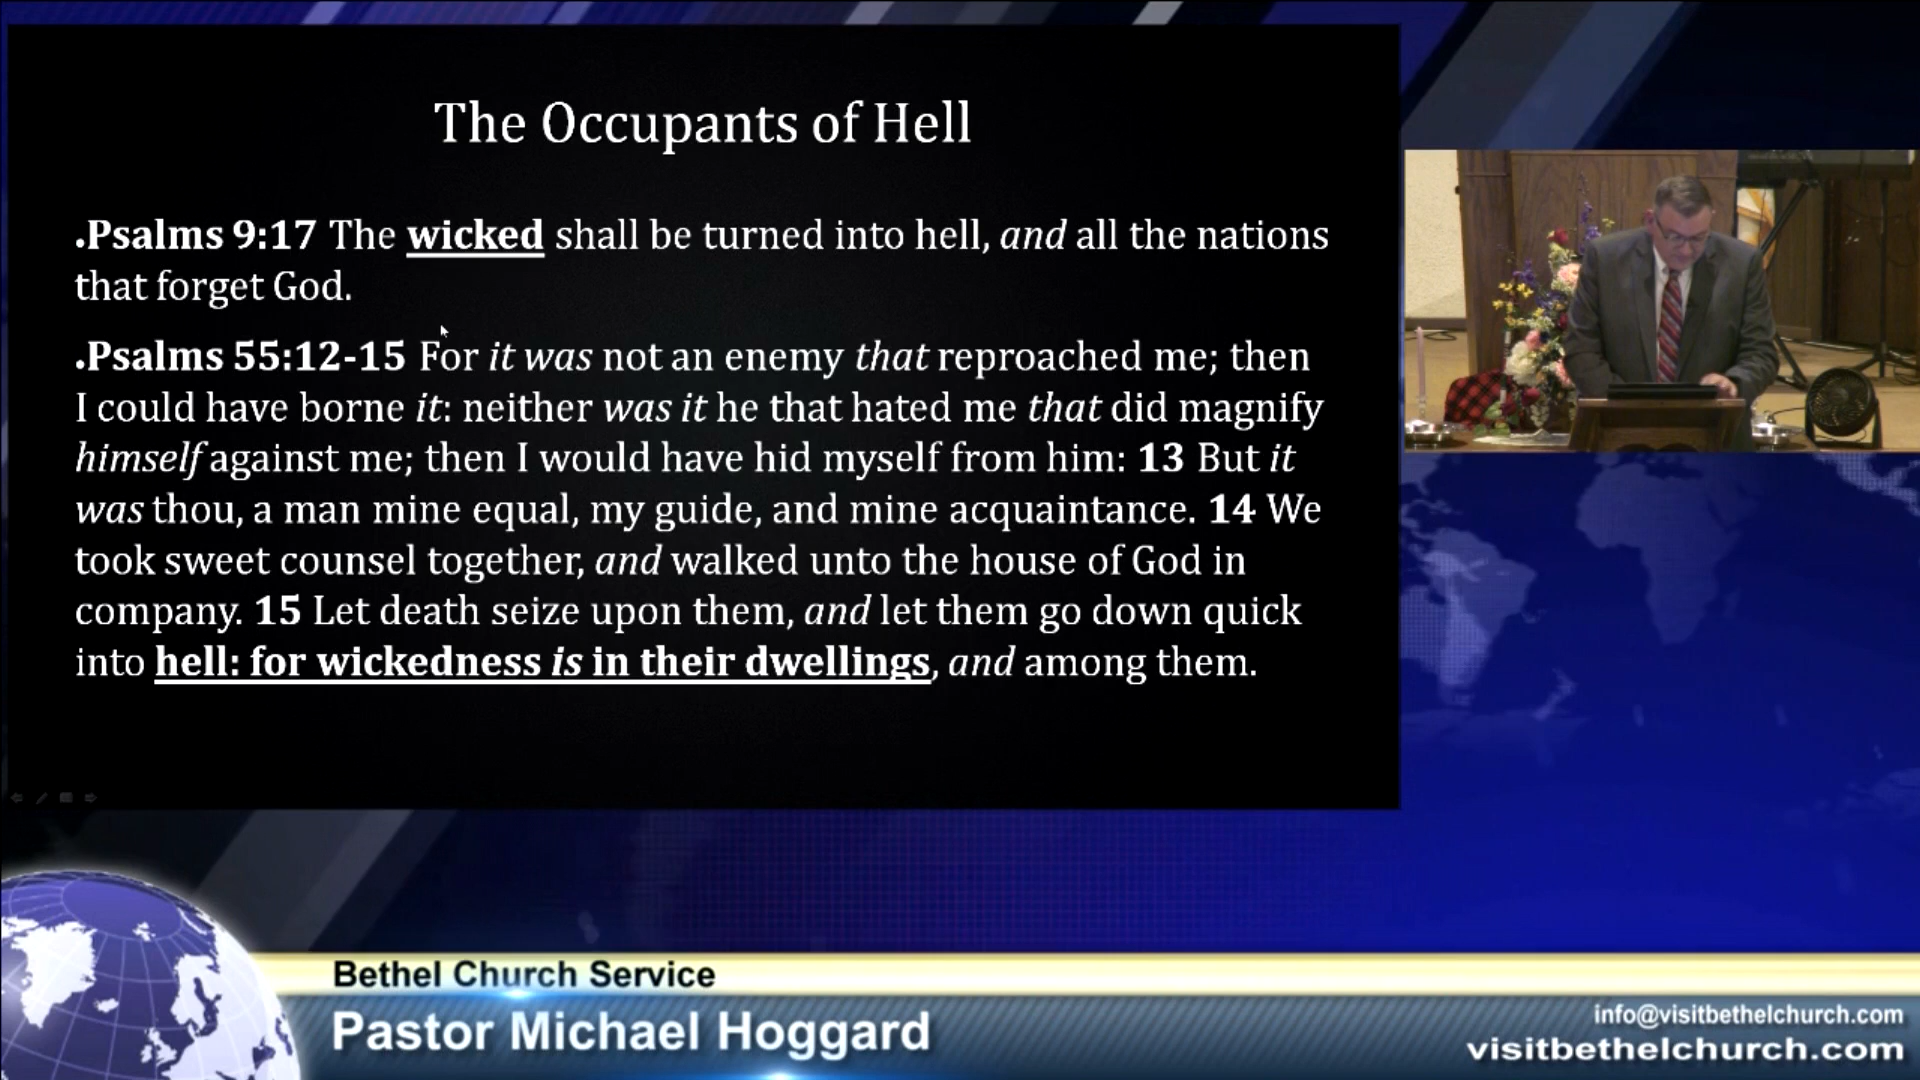 The Occupants of Hell
.Psalms 9:17 The wicked shall be turned into hell, and all the nations
that forget God.
.Psalms 55:12-15 For it was not an enemy that reproached me; then
I could have borne it: neither was it he that hated me that did magnify
himself against me; then I would have hid myself from him: 13 But it
was thou, a man mine equal, my guide, and mine acquaintance. 14 We
took sweet counsel together, and walked unto the house of God in
company. 15 Let death seize upon them, and let them go down quick
into hell: for wickedness is in their dwellings, and among them.
Bethel Church Service
Pastor Michael Hoggard
info@visitbethelchurch.com
visitbethelchurch.com